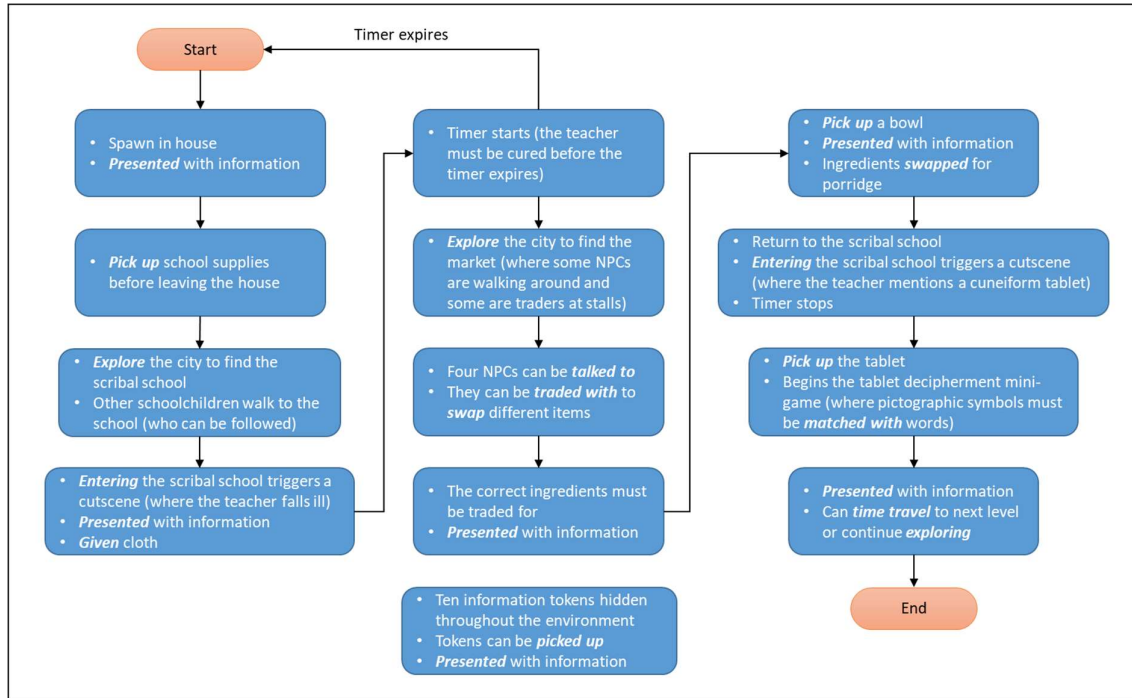 Timer expires
Start
• Spawn in house
• Presented with information
• Pick up school supplies
before leaving the house
• Explore the city to find the
scribal school
• Other schoolchildren walk to the
school (who can be followed)
• Entering the scribal school triggers a
cutscene (where the teacher falls ill)
• Presented with information
• Given cloth
• Timer starts (the teacher
must be cured before the
timer expires)
• Explore the city to find the
market (where some NPCs
are walking around and
some are traders at stalls)
• Four NPCs can be talked to
• They can be traded with to
swap different items
• The correct ingredients must
be traded for
• Presented with information
• Ten information tokens hidden
throughout the environment
• Tokens can be picked up
• Presented with information
• Pick up a bowl
• Presented with information
• Ingredients swapped for
porridge
• Return to the scribal school
• Entering the scribal school triggers a cutscene
(where the teacher mentions a cuneiform tablet)
• Timer stops
• Pick up the tablet
• Begins the tablet decipherment mini-
game (where pictographic symbols must
be matched with words)
• Presented with information
• Can time travel to next level
or continue exploring
End